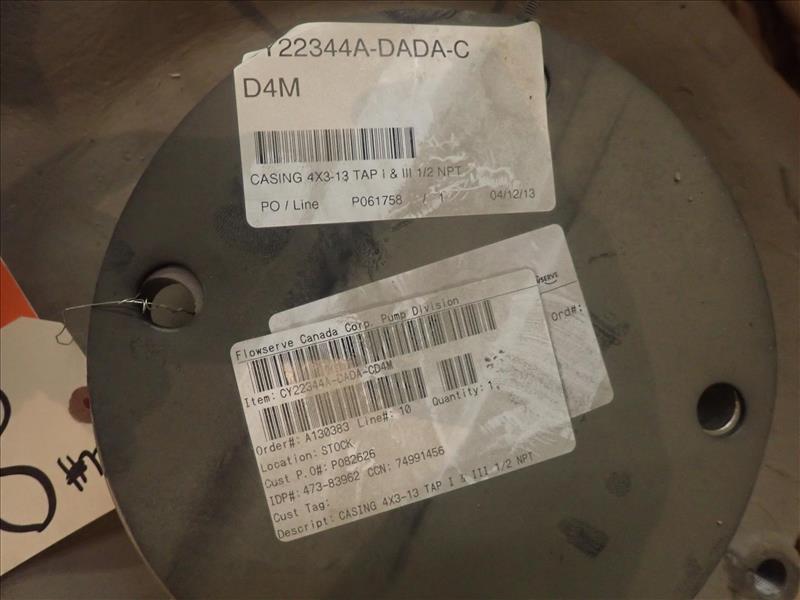 Y22344A-DADA-C
D4M
CASING 4X3-13 TAP I & III 1/2 NPT
PO / Line P061758 / 1 04/12/13
Ord#:
Flowserve Canada Corp. Pump Division
Item: CY22344A-DADA-CD4M
Quantity: 1.
Order#: A130383 Line#: 10
Location: STOCK
Cust P.O#: P082626
IDP#: 473-83962 CCN: 74991456
Cust Tag:
Descript: CASING 4X3-13 TAP I & III 1/2 NPT